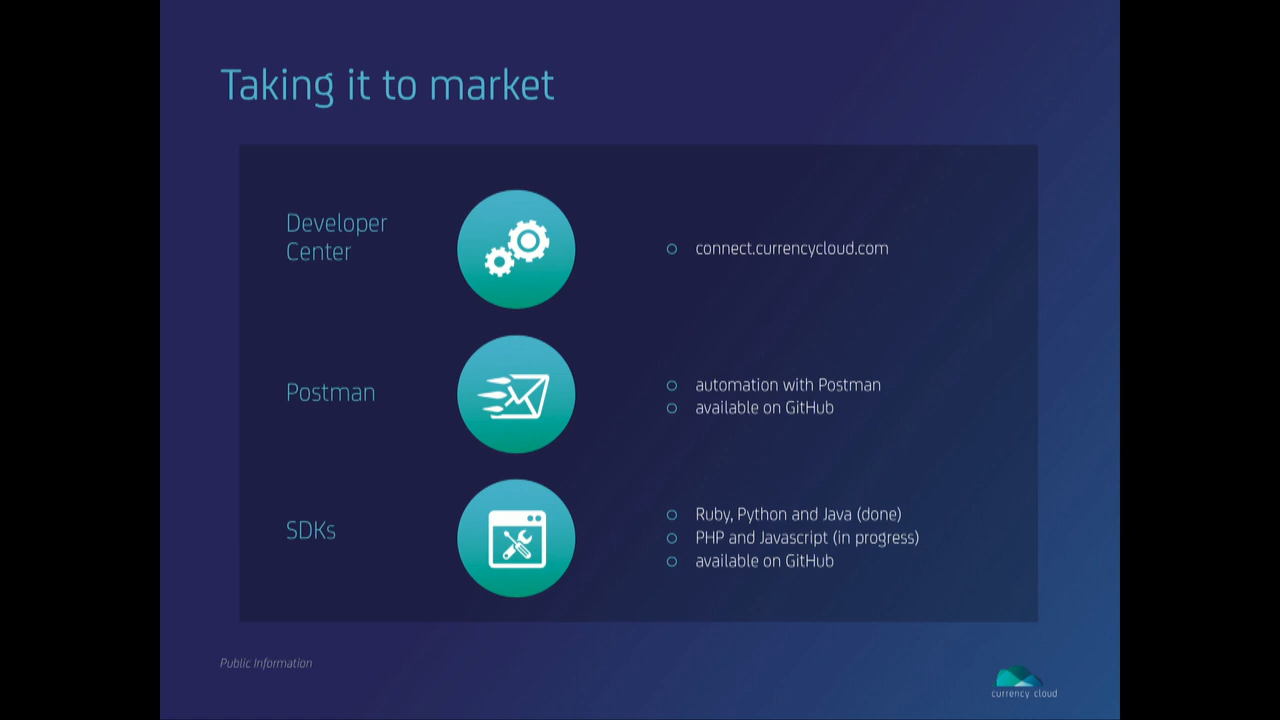 Taking it to market
Developer
Center
connect.currencycloud.com
Postman
automation with Postman
available on GitHub
SDKs
Ruby, Python and Java (done)
PHP and Javascript (in progress)
available on GitHub
Public Information
currency cloud